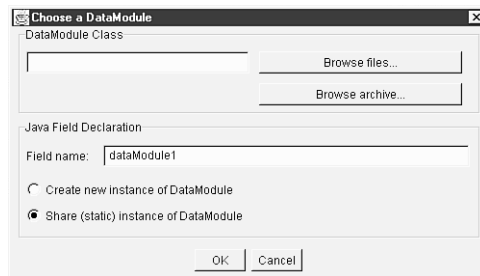 Choose a DataModule
DataModule Class
Browse files...
Browse archive...
Java Field Declaration
Field name: dataModule1
Create new instance of DataModule
Share (static) instance of DataModule
OK Cancel